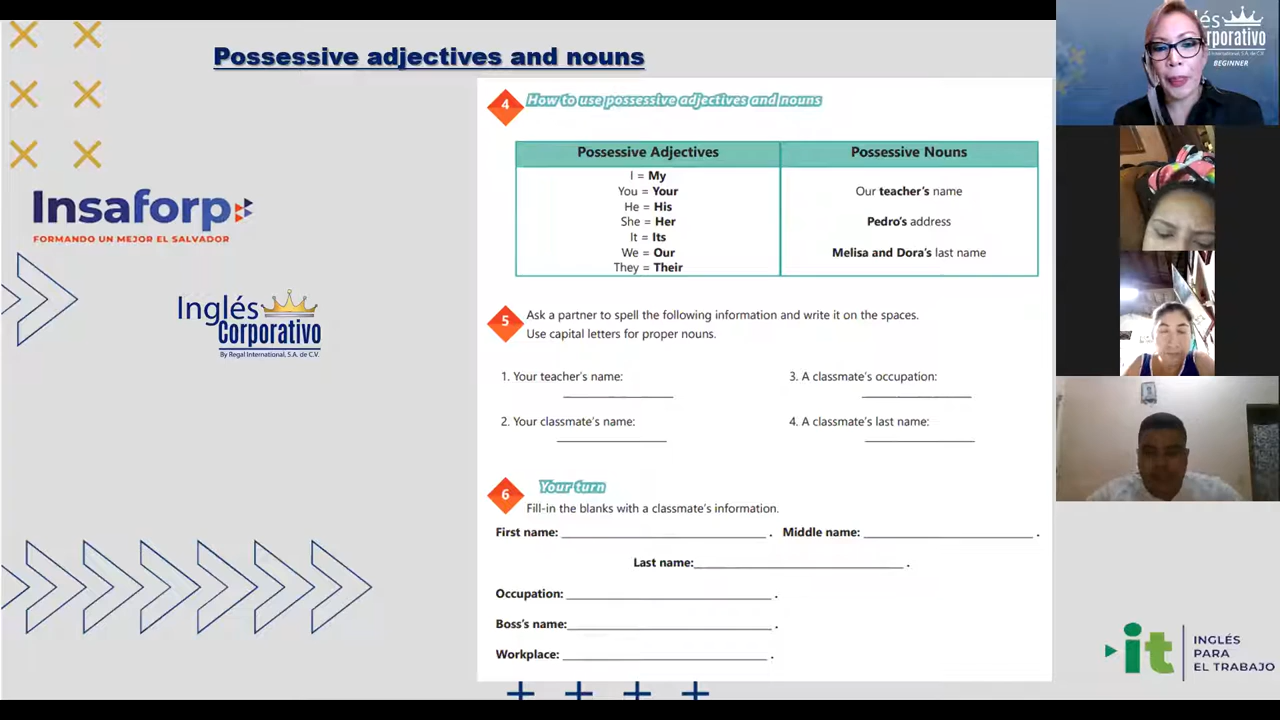 Possessive adjectives and nouns
4 How to use possessive adjectives and nouns
Possessive Adjectives
I = My
You = Your
He = His
She = Her
It = Its
We = Our
They = Their
Possessive Nouns
Our teacher's name
Pedro's address
Melisa and Dora's last name
5 Ask a partner to spell the following information and write it on the spaces.
Use capital letters for proper nouns.
1. Your teacher's name:
2. Your classmate's name:
3. A classmate's occupation:
4. A classmate's last name:
6 Your turn
Fill-in the blanks with a classmate's information.
First name: . Middle name: .
Last name: .
Occupation: .
Boss's name: .
Workplace: .
Insaforp
FORMANDO UN MEJOR EL SALVADOR
Inglés
Corporativo
By Regal International, S.A. de C.V.
BEGINNER
it INGLÉS
PARA
EL TRABAJO